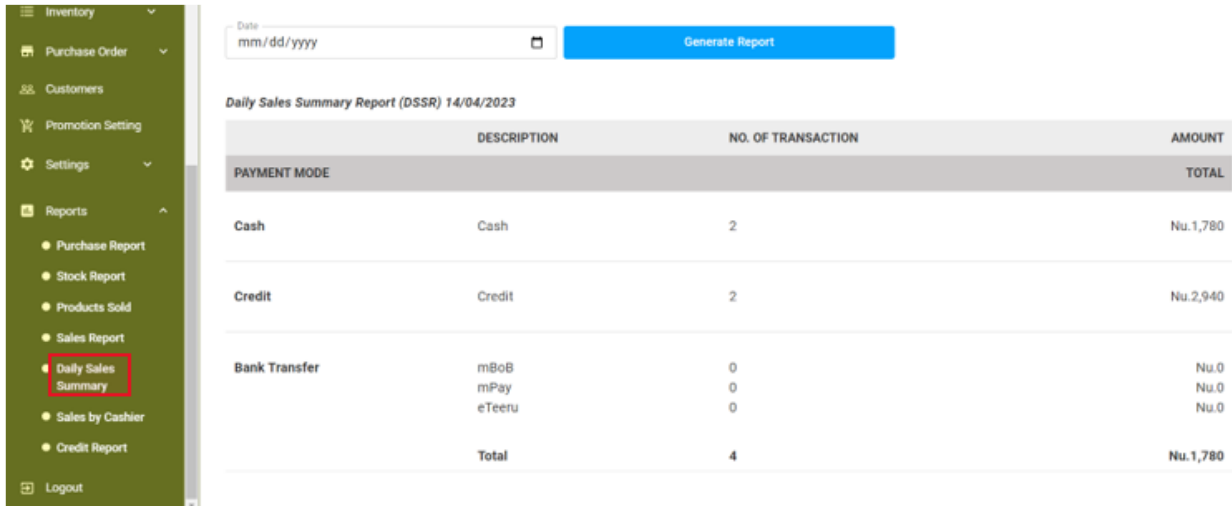 Inventory
Purchase Order
Customers
Promotion Setting
Settings
Reports
Purchase Report
Stock Report
Products Sold
Sales Report
Daily Sales
Summary
Sales by Cashier
Credit Report
Logout
Date
mm/dd/yyyy
Generate Report
Daily Sales Summary Report (DSSR) 14/04/2023
DESCRIPTION NO. OF TRANSACTION AMOUNT
PAYMENT MODE TOTAL
Cash Cash 2 Nu.1,780
Credit Credit 2 Nu.2,940
Bank Transfer mBoB 0 Nu.0
mPay 0 Nu.0
eTeeru 0 Nu.0
Total 4 Nu.1,780